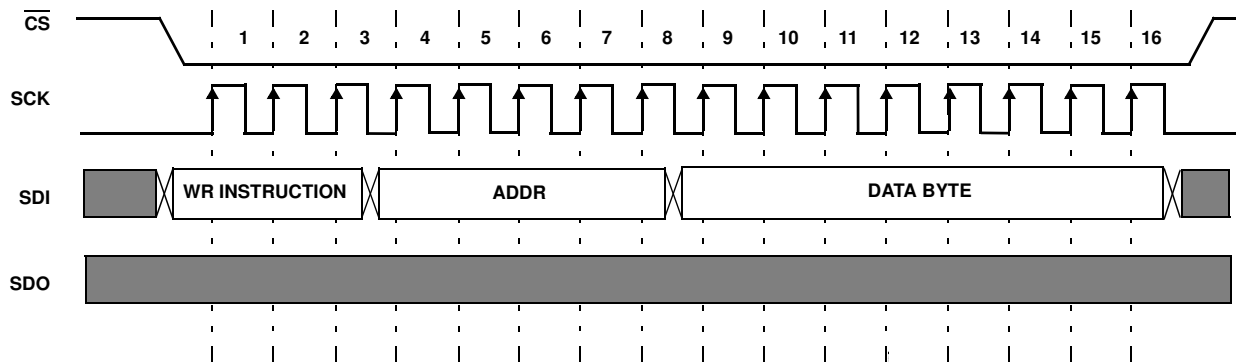 CS
1 2 3 4 5 6 7 8 9 10 11 12 13 14 15 16
SCK
SDI WR INSTRUCTION ADDR DATA BYTE
SDO